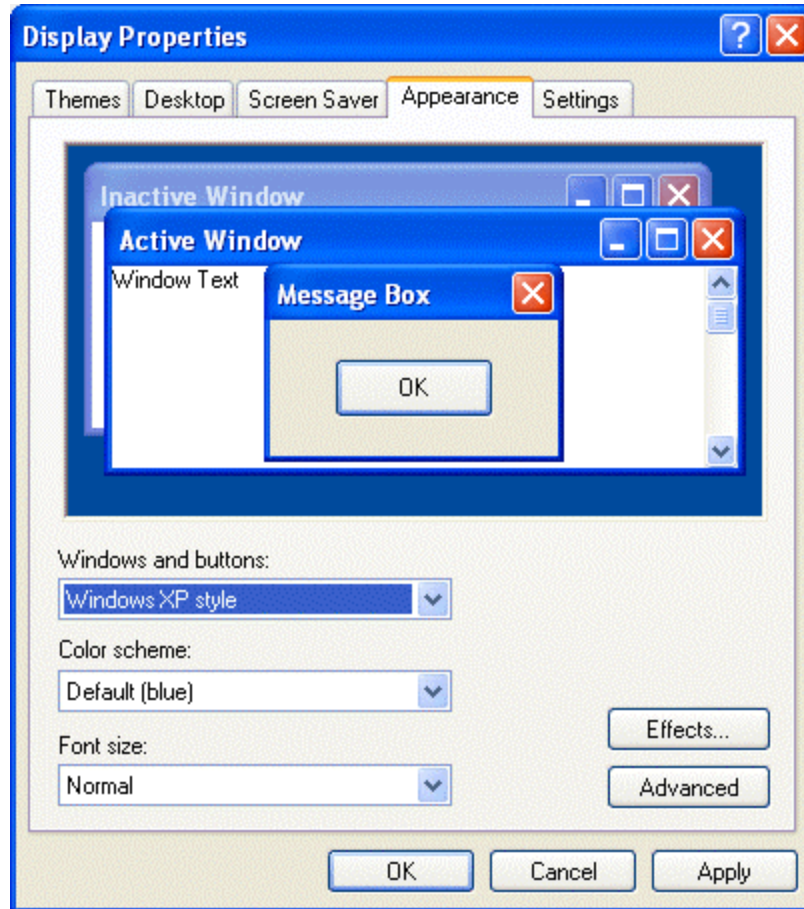 Display Properties
Themes Desktop Screen Saver Appearance Settings
Inactive Window
Active Window
Window Text
Message Box
OK
Windows and buttons:
Windows XP style
Color scheme:
Default (blue)
Font size:
Normal
Effects...
Advanced
OK Cancel Apply